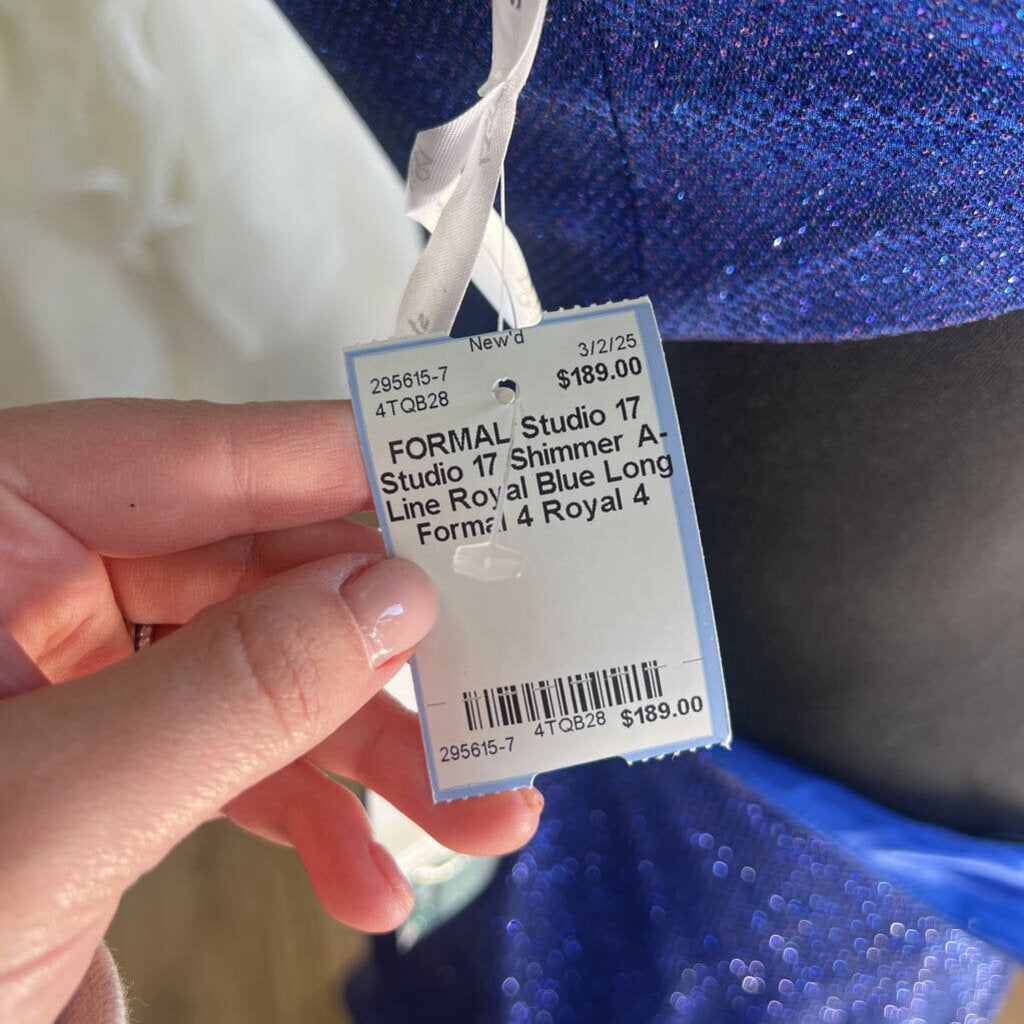 New'd
295615-7 3/2/25
4TQB28 $189.00
FORMAL Studio 17
Studio 17 Shimmer A-
Line Royal Blue Long
Formal 4 Royal 4
295615-7 4TQB28 $189.00